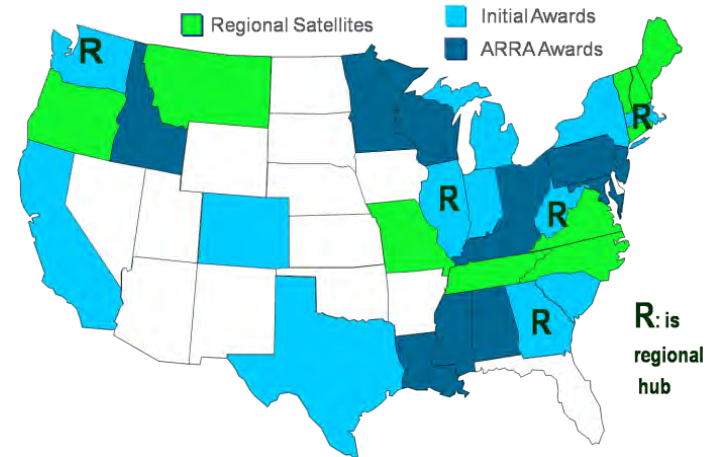 Regional Satellites
Initial Awards
ARRA Awards
R
R
R
R
R
R: is
regional
hub